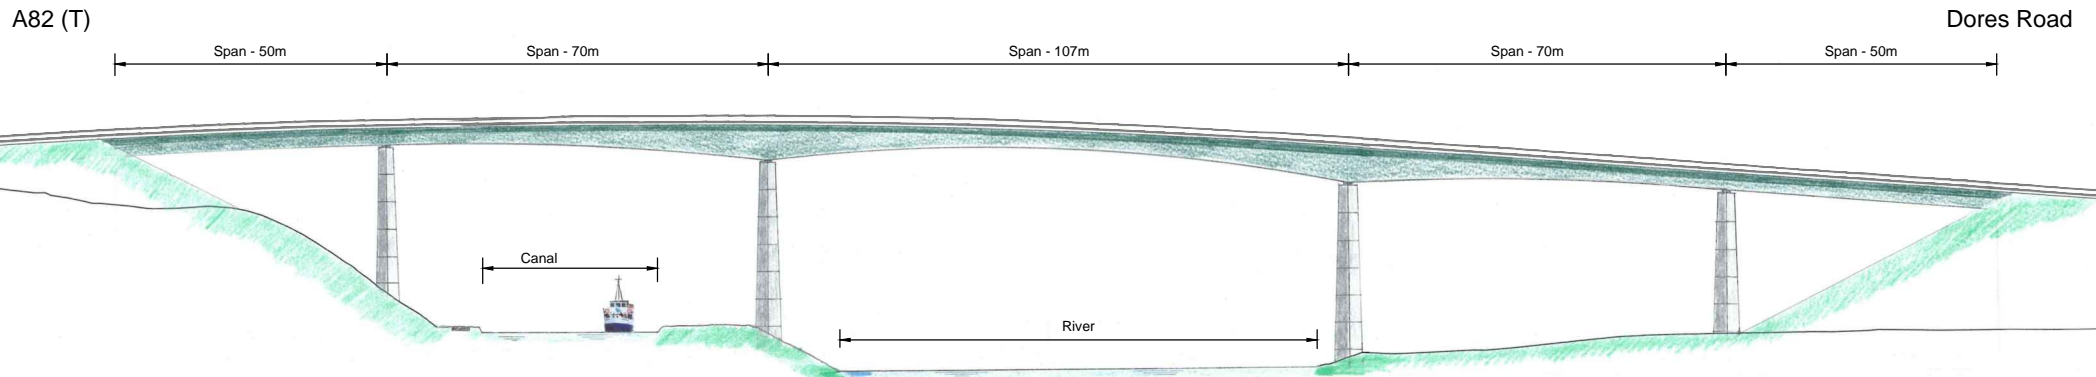 A82 (T)
Dores Road
Span - 50m
Span - 70m
Span - 107m
Span - 70m
Span - 50m
Canal
River